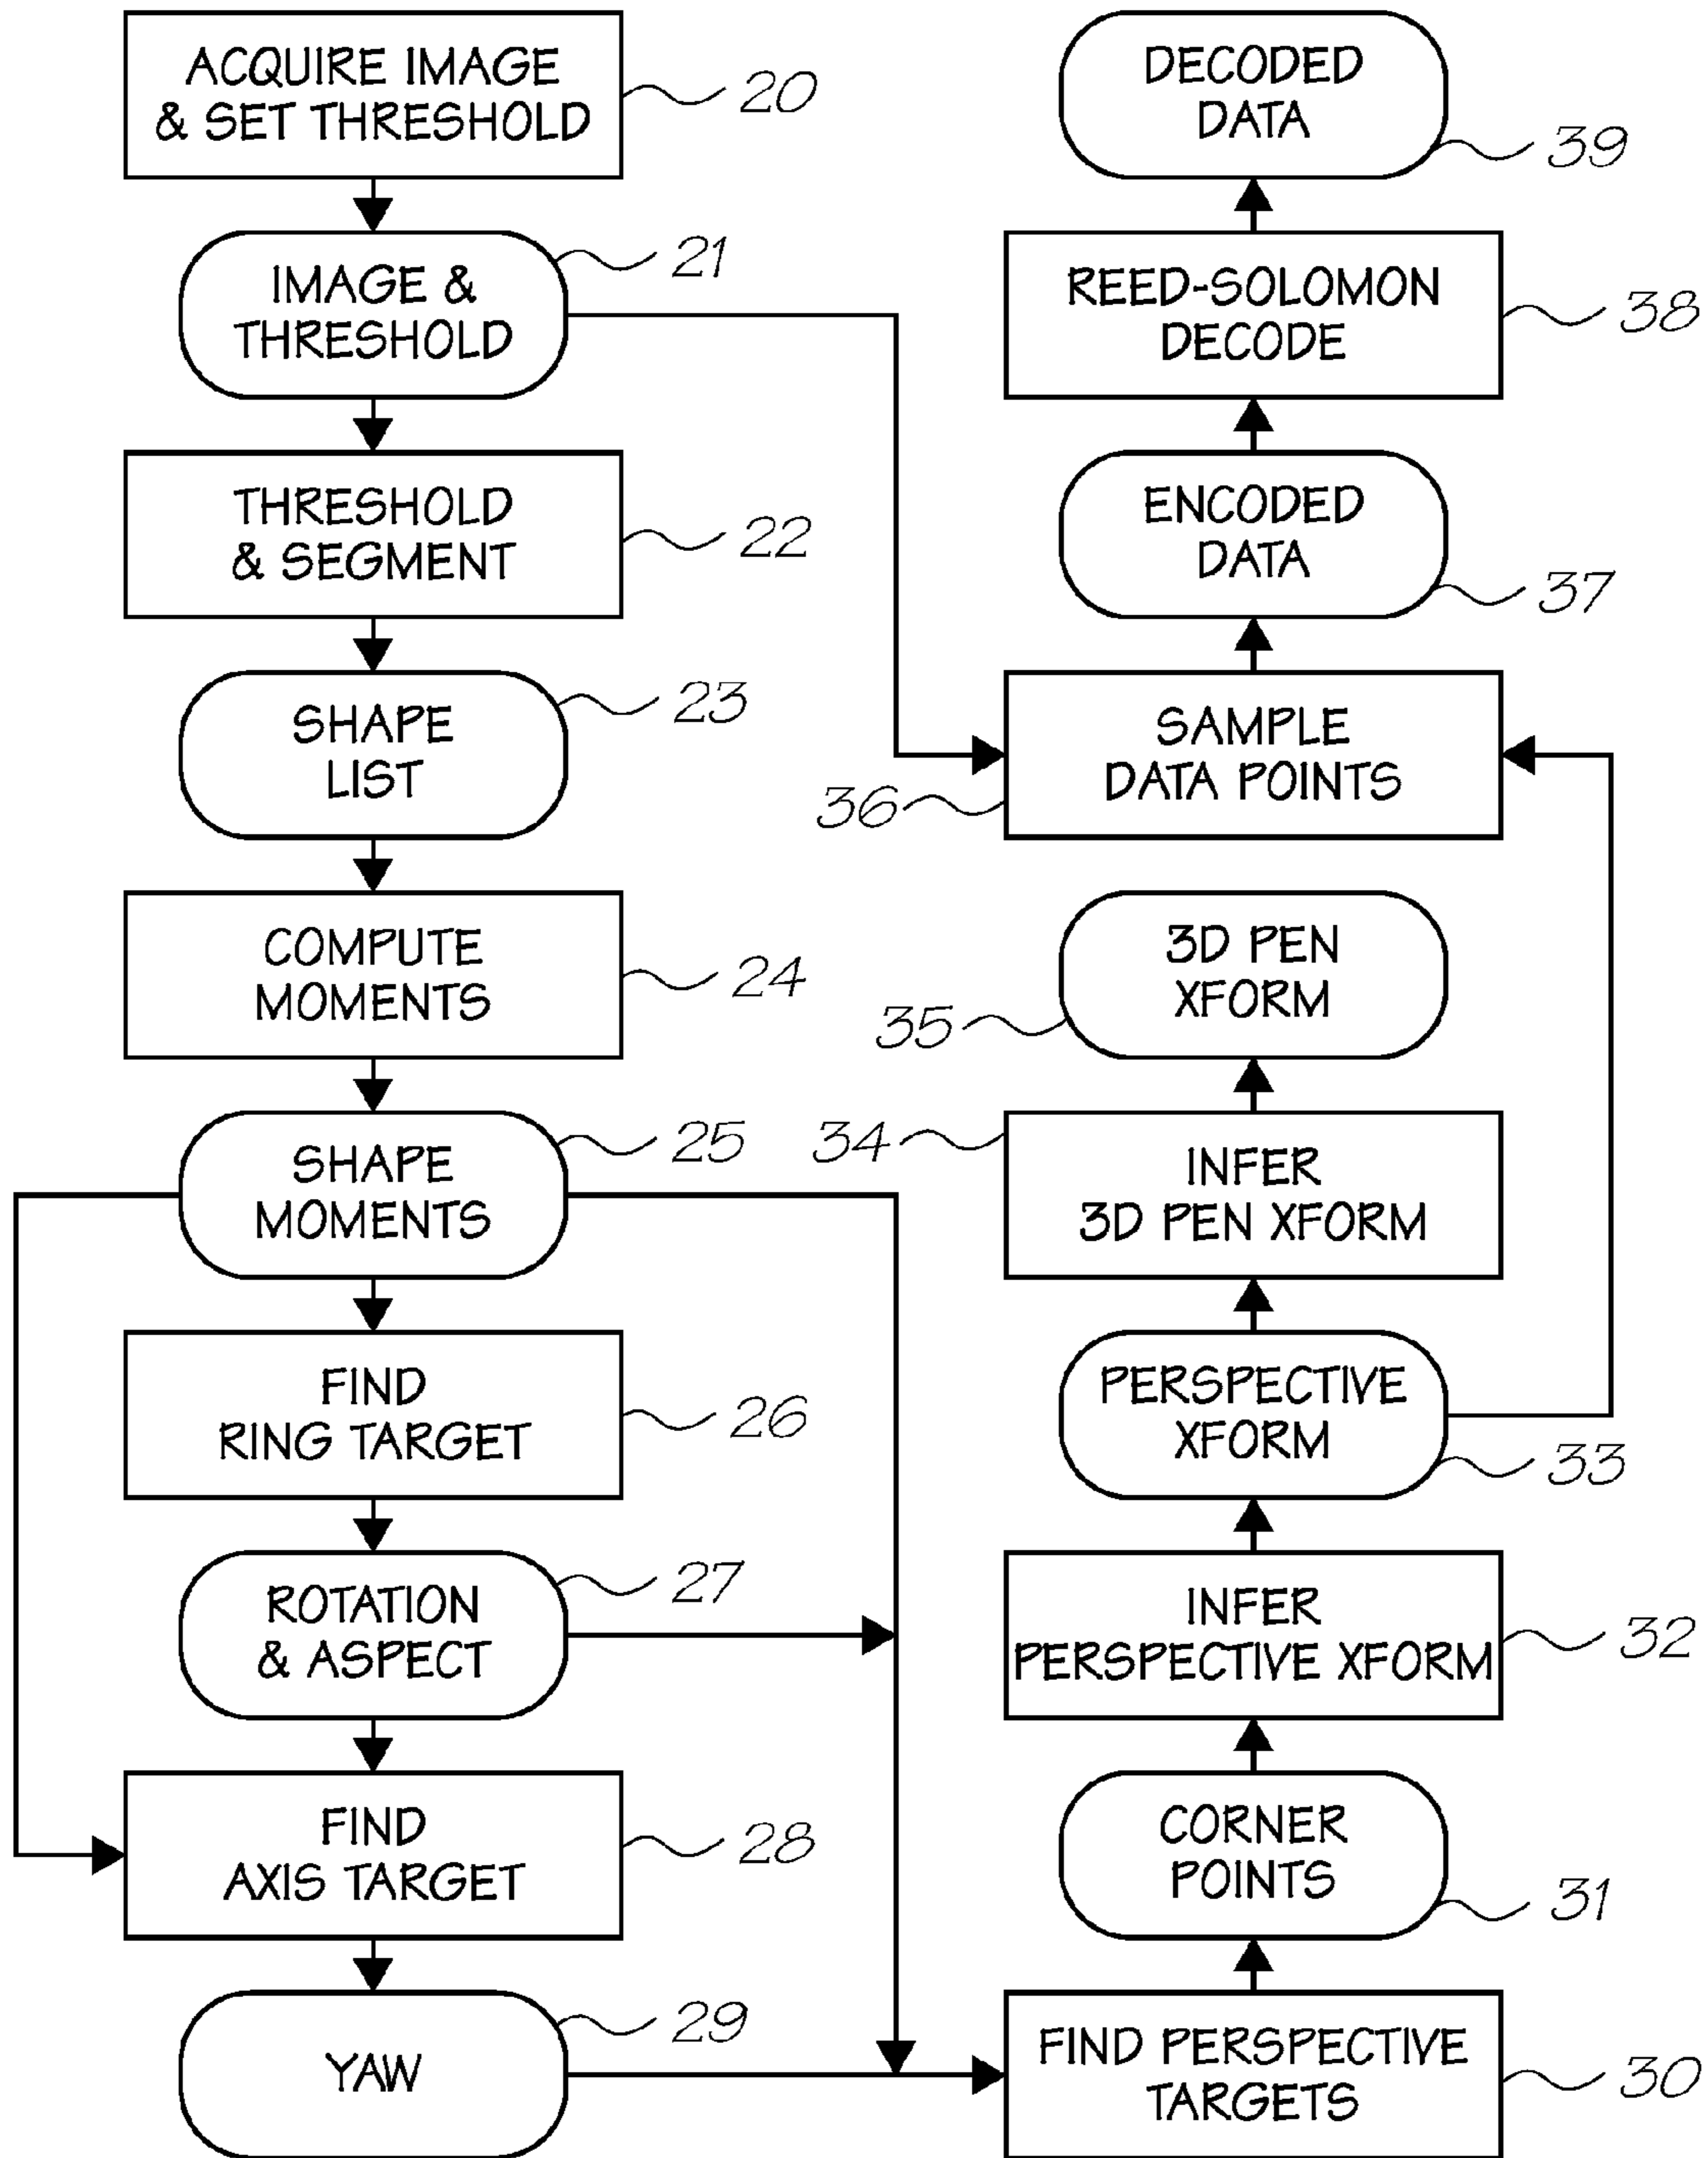 ACQUIRE IMAGE
& SET THRESHOLD
20
IMAGE &
THRESHOLD
21
THRESHOLD
& SEGMENT
22
SHAPE
LIST
23
COMPUTE
MOMENTS
24
SHAPE
MOMENTS
25
FIND
RING TARGET
26
ROTATION
& ASPECT
27
FIND
AXIS TARGET
28
YAW
29
FIND PERSPECTIVE
TARGETS
30
CORNER
POINTS
31
INFER
PERSPECTIVE XFORM
32
PERSPECTIVE
XFORM
33
INFER
3D PEN XFORM
34
3D PEN
XFORM
35
SAMPLE
DATA POINTS
36
ENCODED
DATA
37
REED-SOLOMON
DECODE
38
DECODED
DATA
39